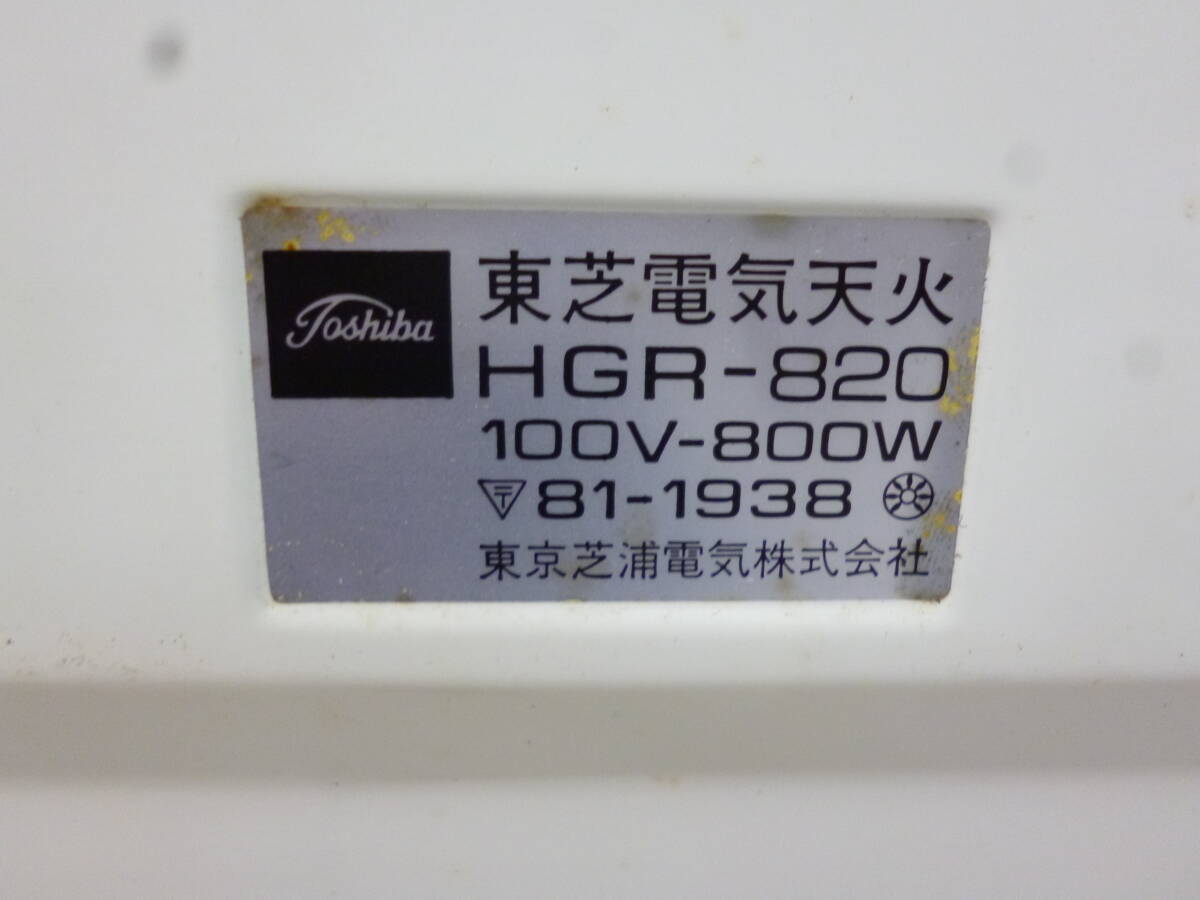 Toshiba
東芝電気天火
HGR-820
100V-800W
〒81-1938
東京芝浦電気株式会社